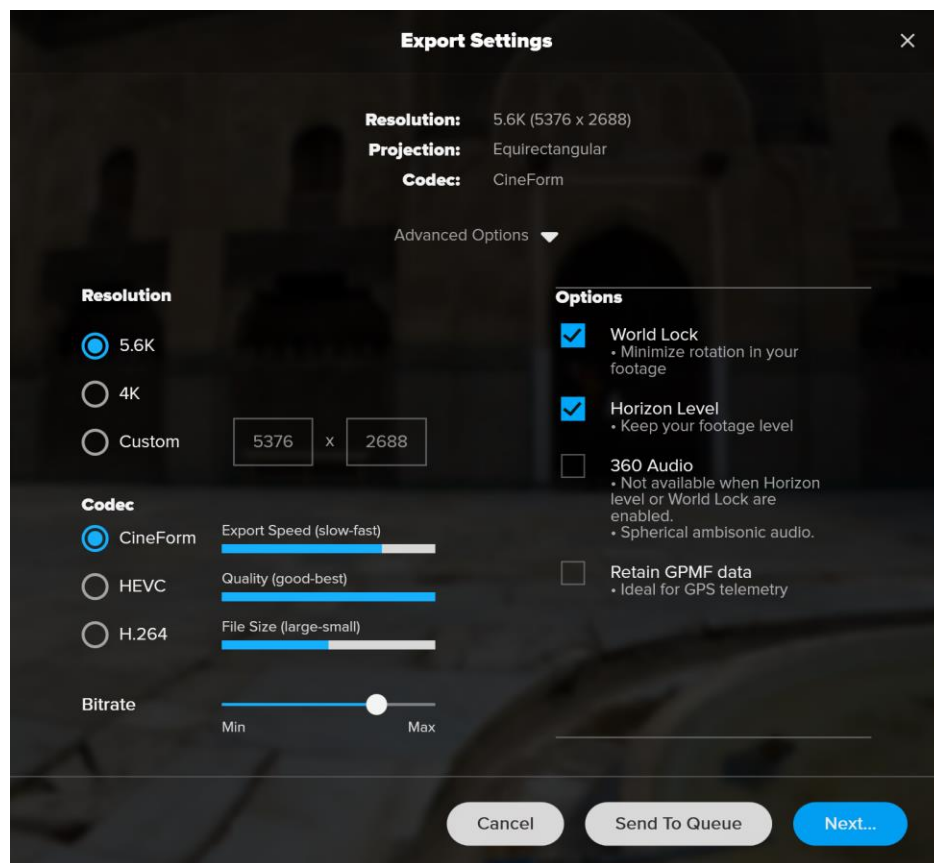 Export Settings
Resolution: 5.6K (5376 x 2688)
Projection: Equirectangular
Codec: CineForm
Advanced Options
Resolution
5.6K
4K
Custom 5376 x 2688
Codec
CineForm Export Speed (slow-fast)
HEVC Quality (good-best)
H.264 File Size (large-small)
Bitrate
Min Max
Options
World Lock
• Minimize rotation in your
footage
Horizon Level
• Keep your footage level
360 Audio
• Not available when Horizon
level or World Lock are
enabled.
• Spherical ambisonic audio.
Retain GPMF data
• Ideal for GPS telemetry
Cancel Send To Queue Next...